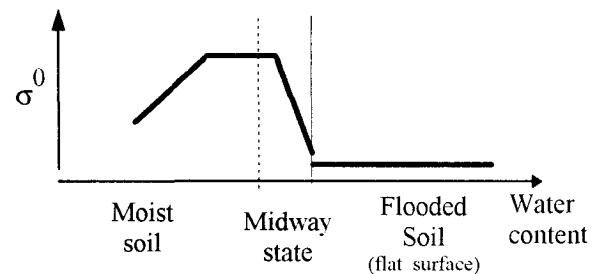 σ⁰
Moist
soil
Midway
state
Flooded
Soil
(flat surface)
Water
content